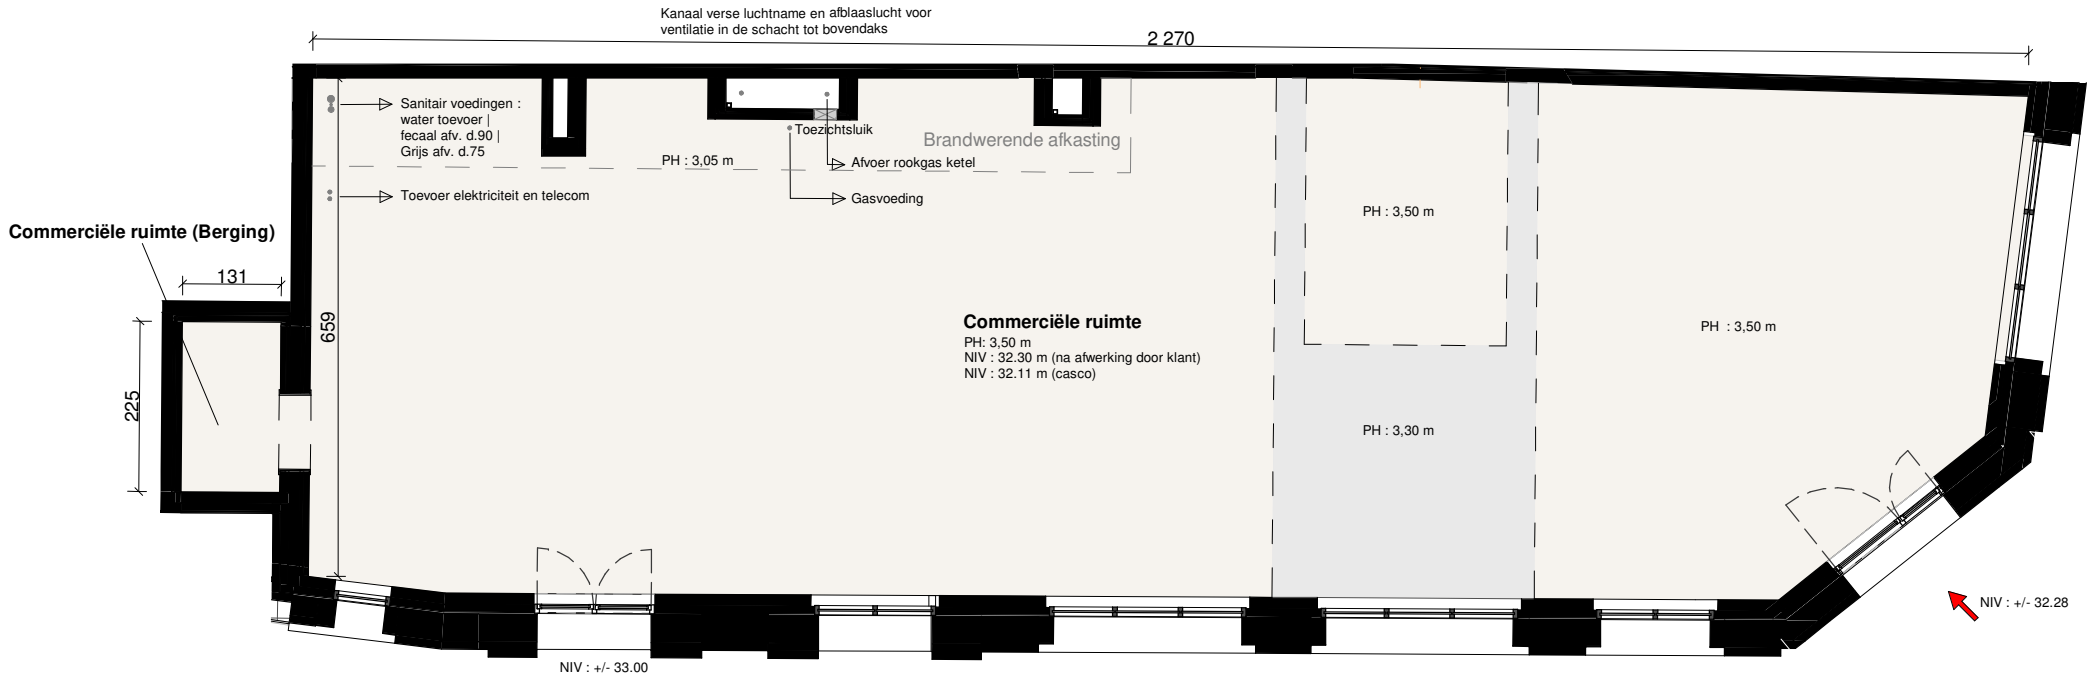 Kanaal verse luchtname en afblaaslucht voor
ventilatie in de schacht tot bovendaks
2 270
Sanitair voedingen :
water toevoer |
fecaal afv. d.90 |
Grijs afv. d.75
Toezichtsluik
Brandwerende afkasting
PH : 3,05 m
Afvoer rookgas ketel
Toevoer elektriciteit en telecom
Gasvoeding
PH : 3,50 m
Commerciële ruimte (Berging)
131
659
225
Commerciële ruimte
PH: 3,50 m
NIV : 32.30 m (na afwerking door klant)
NIV : 32.11 m (casco)
PH : 3,50 m
PH : 3,30 m
NIV : +/- 32.28
NIV : +/- 33.00